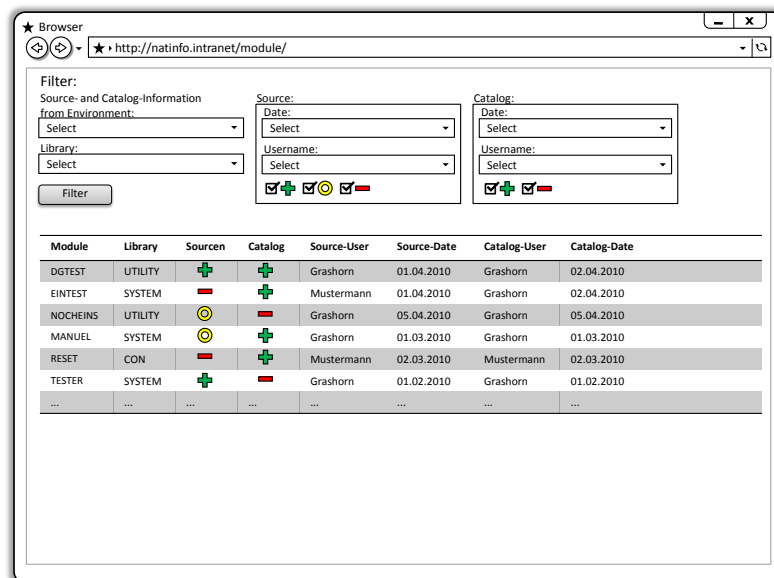 Browser
X
http://natinfo.intranet/module/
Filter:
Source- and Catalog-Information
from Environment:
Select
Library:
Select
Filter
Source:
Date:
Select
Username:
Select
Catalog:
Date:
Select
Username:
Select
Module Library Sourcen Catalog Source-User Source-Date Catalog-User Catalog-Date
DGTEST UTILITY Grashorn 01.04.2010 Grashorn 02.04.2010
EINTEST SYSTEM Mustermann 01.04.2010 Grashorn 02.04.2010
NOCHEINS UTILITY Grashorn 05.04.2010 Grashorn 05.04.2010
MANUEL SYSTEM Grashorn 01.03.2010 Grashorn 01.03.2010
RESET CON Mustermann 02.03.2010 Mustermann 02.03.2010
TESTER SYSTEM Grashorn 01.02.2010 Grashorn 01.02.2010
... ... ... ... ... ... ... ...